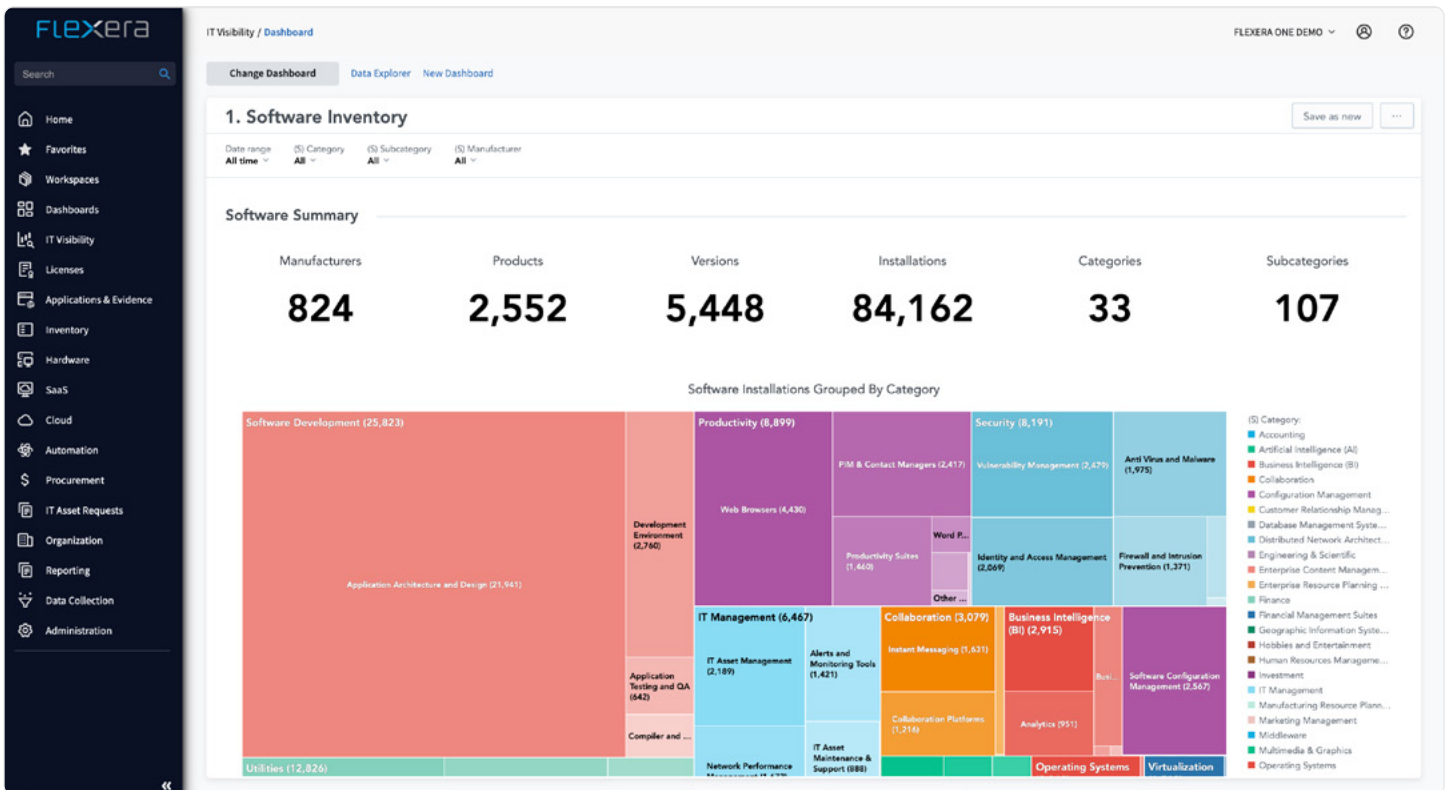 FLEXERA
IT Visibility / Dashboard
FLEXERA ONE DEMO
Search
Home
Favorites
Workspaces
Dashboards
IT Visibility
Licenses
Applications & Evidence
Inventory
Hardware
SaaS
Cloud
Automation
Procurement
IT Asset Requests
Organization
Reporting
Data Collection
Administration
«
Change Dashboard Data Explorer New Dashboard
1. Software Inventory
Save as new ...
Date range (S) Category (S) Subcategory (S) Manufacturer
All time All All All
Software Summary
Manufacturers Products Versions Installations Categories Subcategories
824 2,552 5,448 84,162 33 107
Software Installations Grouped By Category
Software Development (25,823)
Application Architecture and Design (21,941)
Development
Environment
(2,760)
Application
Testing and QA
(642)
Compiler and ...
Utilities (12,826)
Productivity (8,899)
Web Browsers (4,430)
PIM & Contact Managers (2,417)
Productivity Suites
(1,460)
Word P...
Other ...
Security (8,191)
Vulnerability Management (2,479)
Anti Virus and Malware
(1,975)
Identity and Access Management
(2,069)
Firewall and Intrusion
Prevention (1,371)
IT Management (6,467)
IT Asset Management
(2,189)
Alerts and
Monitoring Tools
(1,421)
Network Performance
IT Asset
Maintenance &
Support (888)
Collaboration (3,079)
Instant Messaging (1,631)
Collaboration Platforms
(1,216)
Business Intelligence
(BI) (2,915)
Busi...
Analytics (951)
Software Configuration
Management (2,567)
Operating Systems
Virtualization
(S) Category:
Accounting
Artificial Intelligence (AI)
Business Intelligence (BI)
Collaboration
Configuration Management
Customer Relationship Manag...
Database Management Syste...
Distributed Network Architect...
Engineering & Scientific
Enterprise Content Managem...
Enterprise Resource Planning ...
Finance
Financial Management Suites
Geographic Information Syste...
Hobbies and Entertainment
Human Resources Manageme...
Investment
IT Management
Manufacturing Resource Plann...
Marketing Management
Middleware
Multimedia & Graphics
Operating Systems